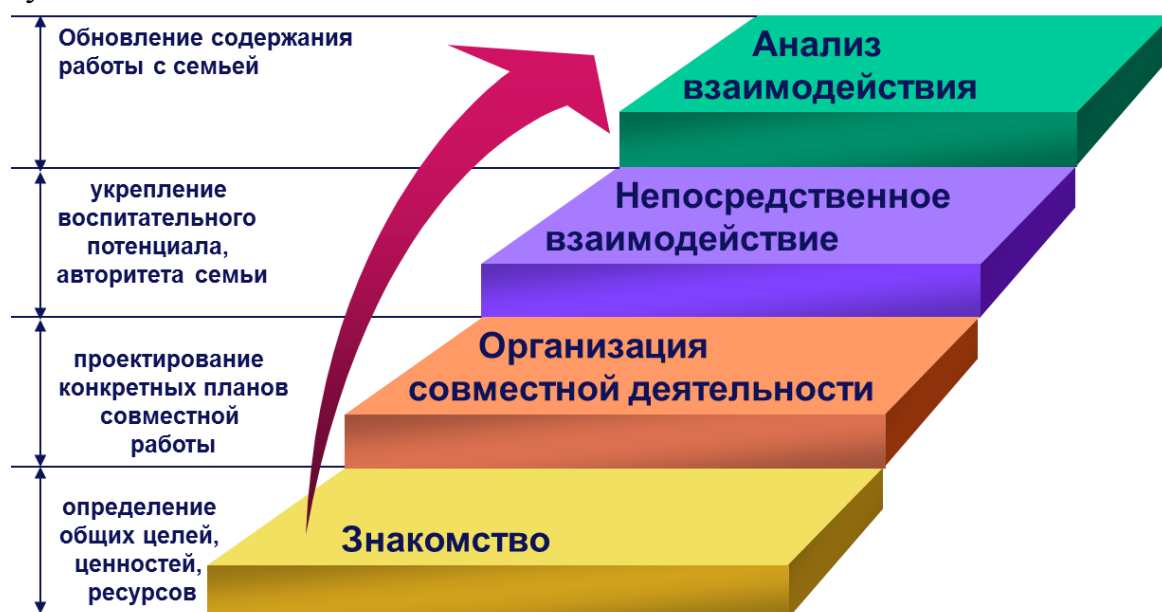 Обновление содержания
работы с семьей
Анализ
взаимодействия
укрепление
воспитательного
потенциала,
авторитета семьи
Непосредственное
взаимодействие
проектирование
конкретных планов
совместной
работы
Организация
совместной деятельности
определение
общих целей,
ценностей,
ресурсов
Знакомство